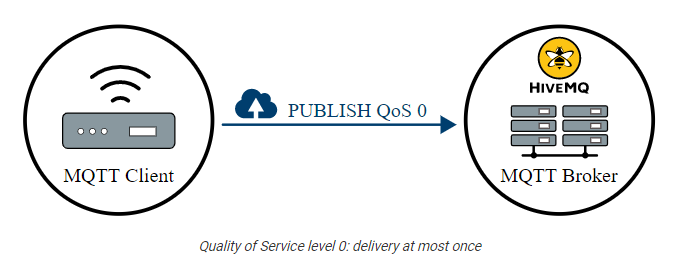 HIVEMQ
PUBLISH QoS 0
MQTT Client
MQTT Broker
Quality of Service level 0: delivery at most once